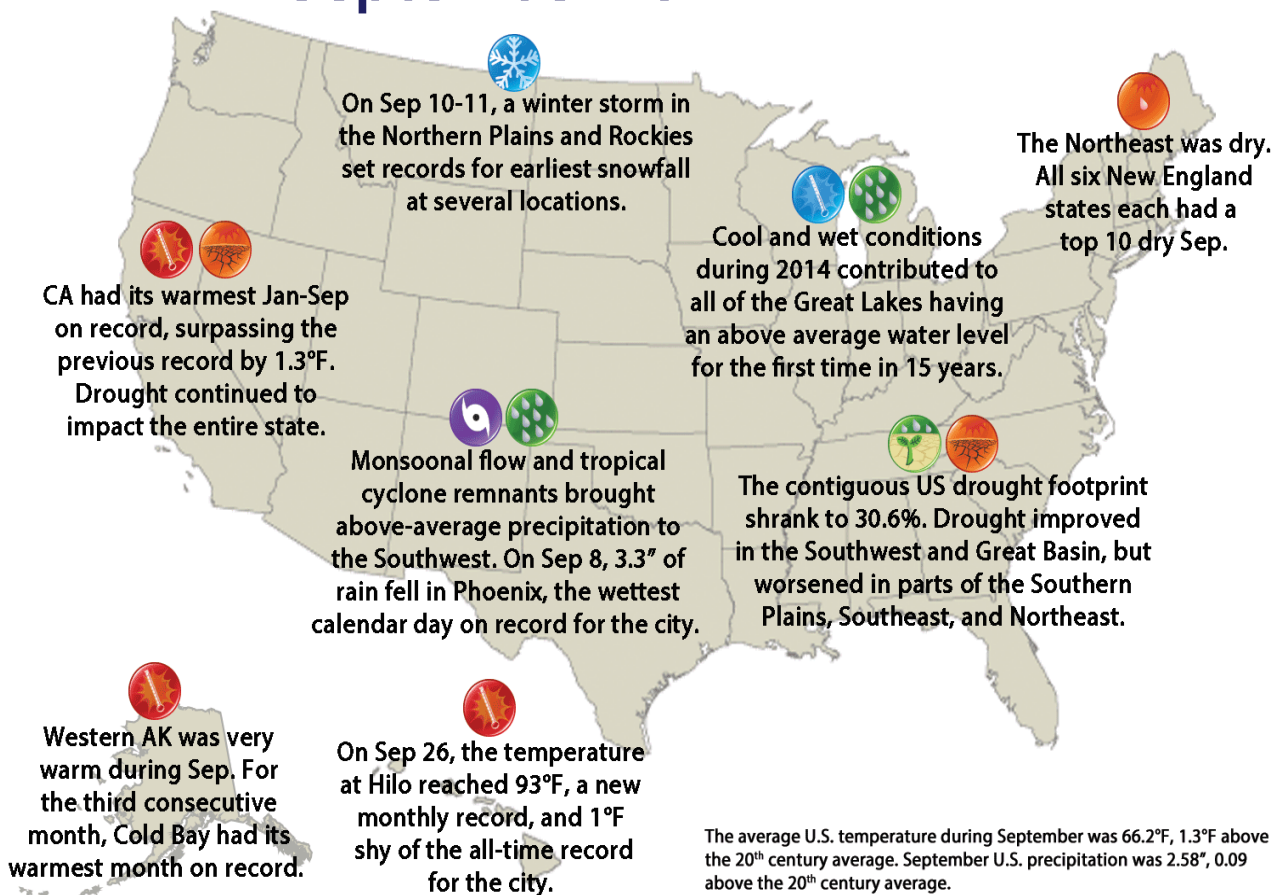 On Sep 10-11, a winter storm in
the Northern Plains and Rockies
set records for earliest snowfall
at several locations.
The Northeast was dry.
All six New England
states each had a
top 10 dry Sep.
Cool and wet conditions
during 2014 contributed to
all of the Great Lakes having
an above average water level
for the first time in 15 years.
CA had its warmest Jan-Sep
on record, surpassing the
previous record by 1.3°F.
Drought continued to
impact the entire state.
Monsoonal flow and tropical
cyclone remnants brought
above-average precipitation to
the Southwest. On Sep 8, 3.3” of
rain fell in Phoenix, the wettest
calendar day on record for the city.
The contiguous US drought footprint
shrank to 30.6%. Drought improved
in the Southwest and Great Basin, but
worsened in parts of the Southern
Plains, Southeast, and Northeast.
Western AK was very
warm during Sep. For
the third consecutive
month, Cold Bay had its
warmest month on record.
On Sep 26, the temperature
at Hilo reached 93°F, a new
monthly record, and 1°F
shy of the all-time record
for the city.
The average U.S. temperature during September was 66.2°F, 1.3°F above
the 20th century average. September U.S. precipitation was 2.58”, 0.09
above the 20th century average.